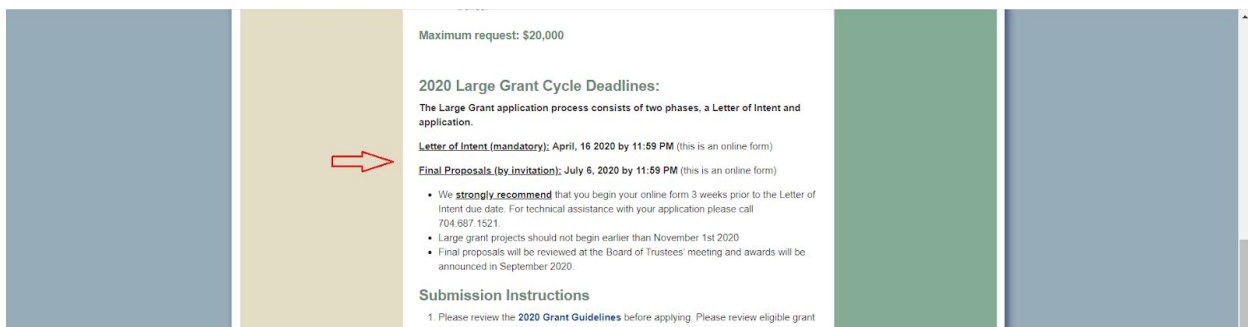 Maximum request: $20,000
2020 Large Grant Cycle Deadlines:
The Large Grant application process consists of two phases, a Letter of Intent and
application.
Letter of Intent (mandatory): April, 16 2020 by 11:59 PM (this is an online form)
Final Proposals (by invitation): July 6, 2020 by 11:59 PM (this is an online form)
• We strongly recommend that you begin your online form 3 weeks prior to the Letter of
Intent due date. For technical assistance with your application please call
704.687.1521.
• Large grant projects should not begin earlier than November 1st 2020
• Final proposals will be reviewed at the Board of Trustees' meeting and awards will be
announced in September 2020.
Submission Instructions
1. Please review the 2020 Grant Guidelines before applying. Please review eligible grant